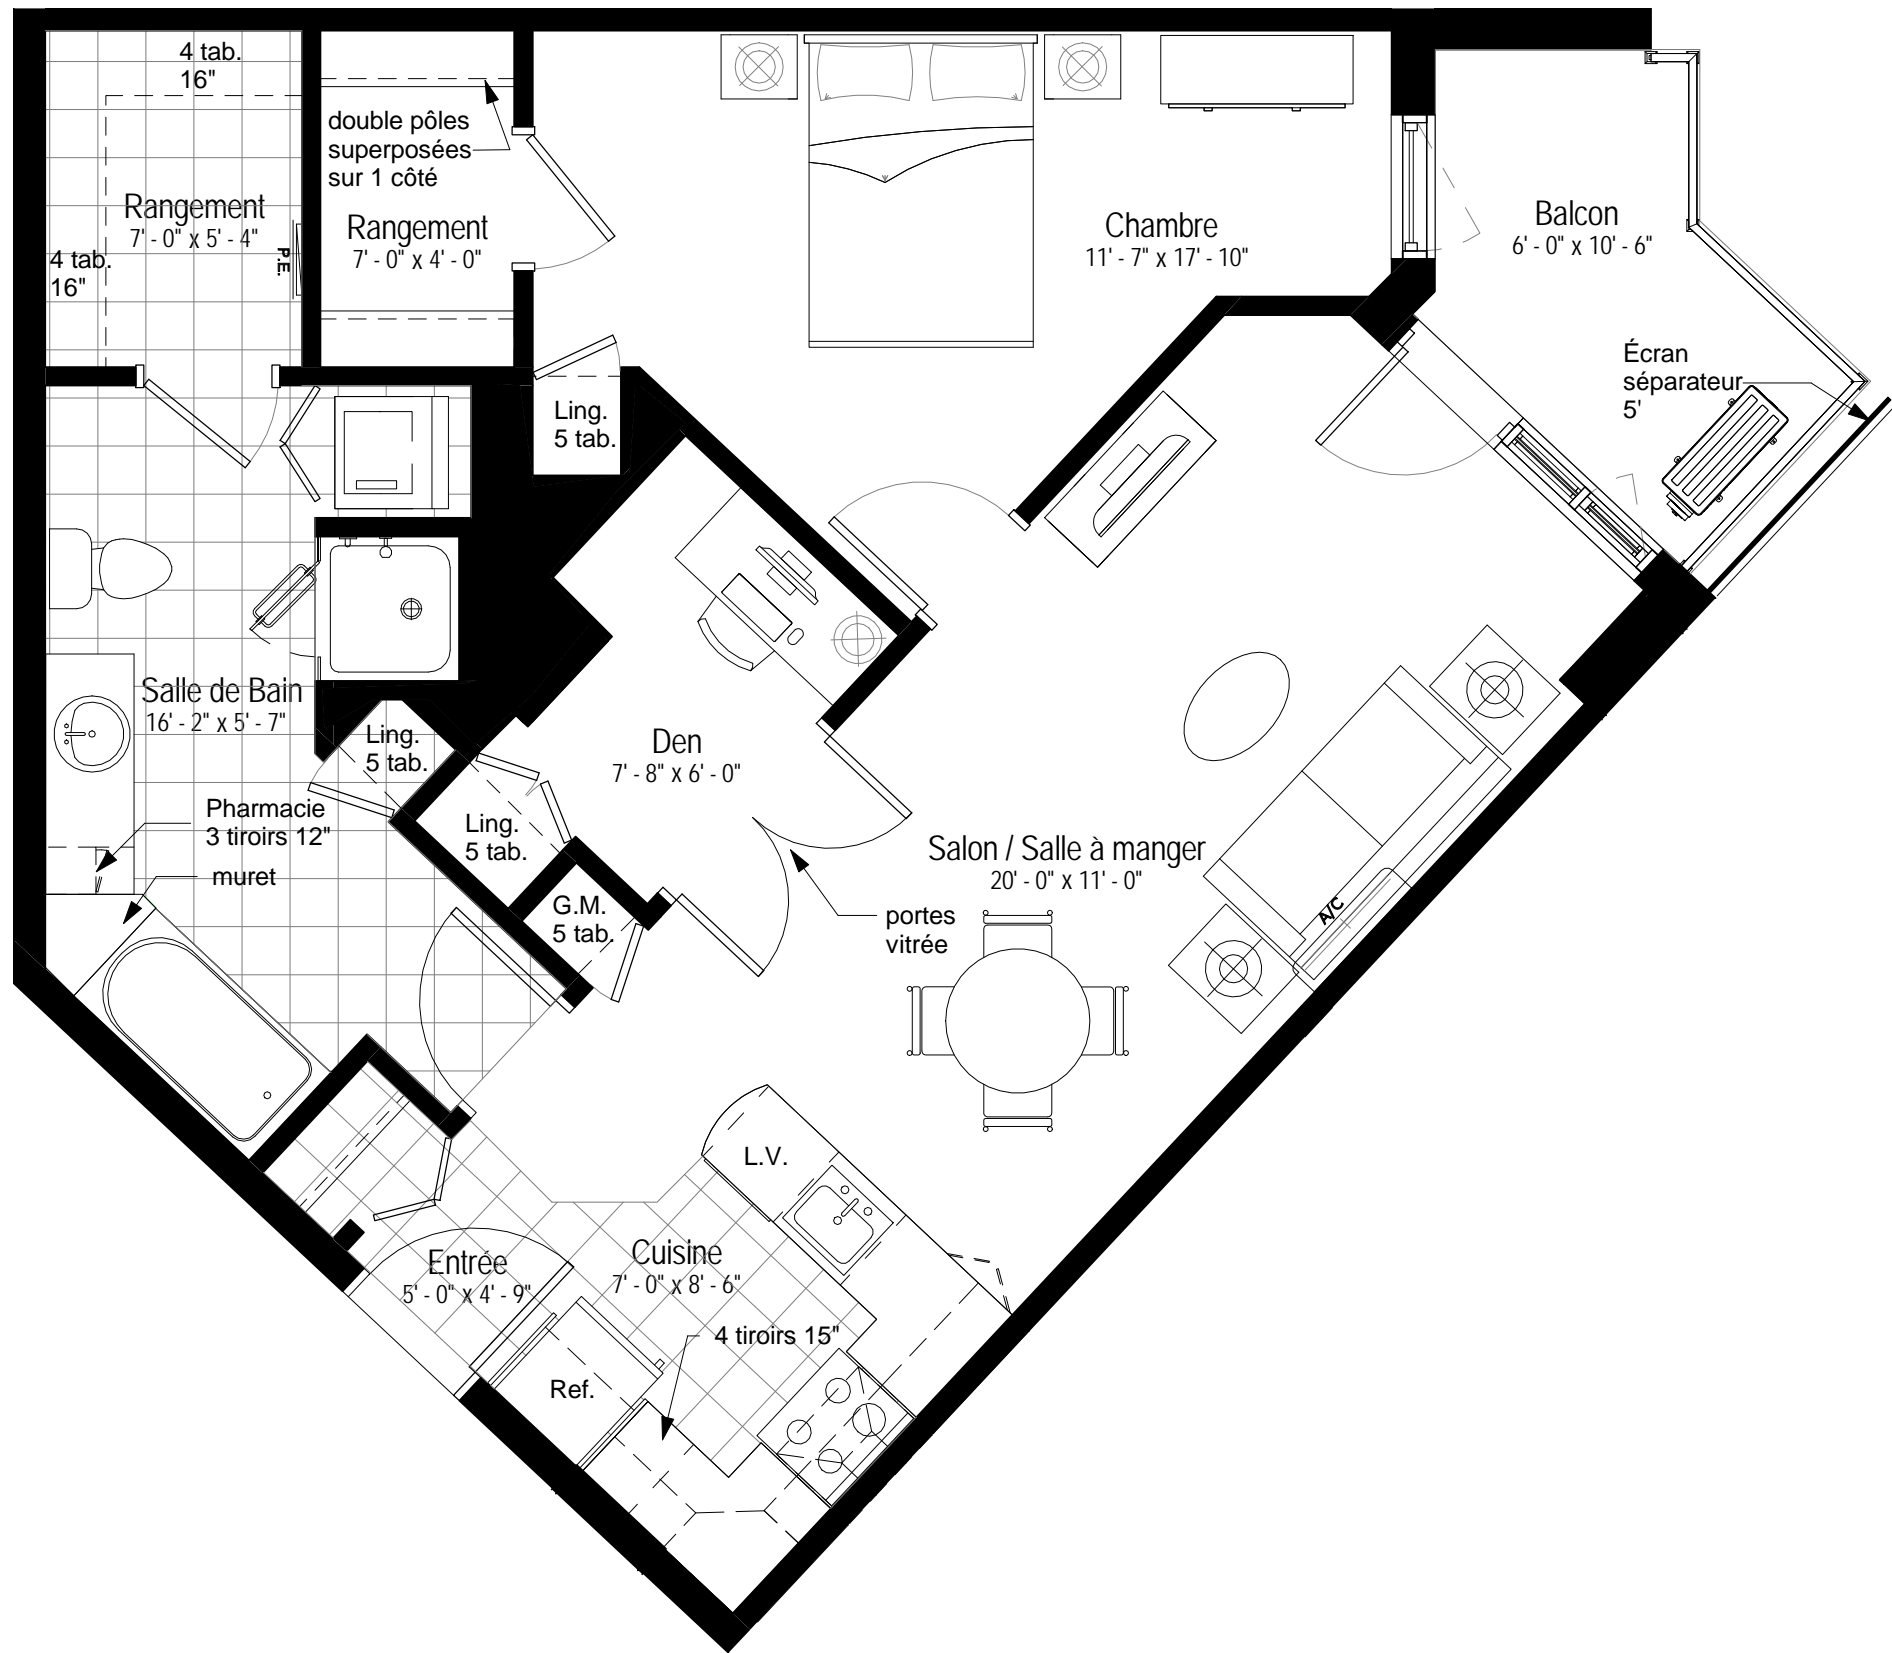 4 tab.
16"
double pôles
superposées
sur 1 côté
Rangement
7' - 0" x 5' - 4"
4 tab.
16"
P.E.
Rangement
7' - 0" x 4' - 0"
Chambre
11' - 7" x 17' - 10"
Balcon
6' - 0" x 10' - 6"
Écran
séparateur
5'
Ling.
5 tab.
Salle de Bain
16' - 2" x 5' - 7"
Ling.
5 tab.
Den
7' - 8" x 6' - 0"
Pharmacie
3 tiroirs 12"
muret
Ling.
5 tab.
Salon / Salle à manger
20' - 0" x 11' - 0"
G.M.
5 tab.
portes
vitrée
A/C
L.V.
Entrée
5' - 0" x 4' - 9"
Cuisine
7' - 0" x 8' - 6"
4 tiroirs 15"
Ref.